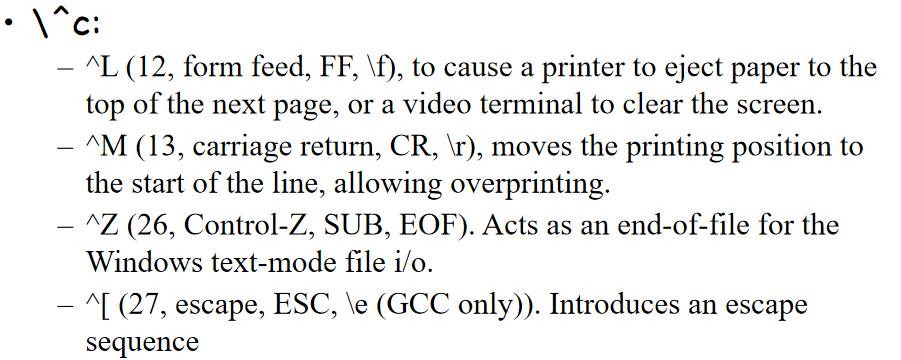 • \^c:
– ^L (12, form feed, FF, \f), to cause a printer to eject paper to the
top of the next page, or a video terminal to clear the screen.
– ^M (13, carriage return, CR, \r), moves the printing position to
the start of the line, allowing overprinting.
– ^Z (26, Control-Z, SUB, EOF). Acts as an end-of-file for the
Windows text-mode file i/o.
– ^[ (27, escape, ESC, \e (GCC only)). Introduces an escape
sequence